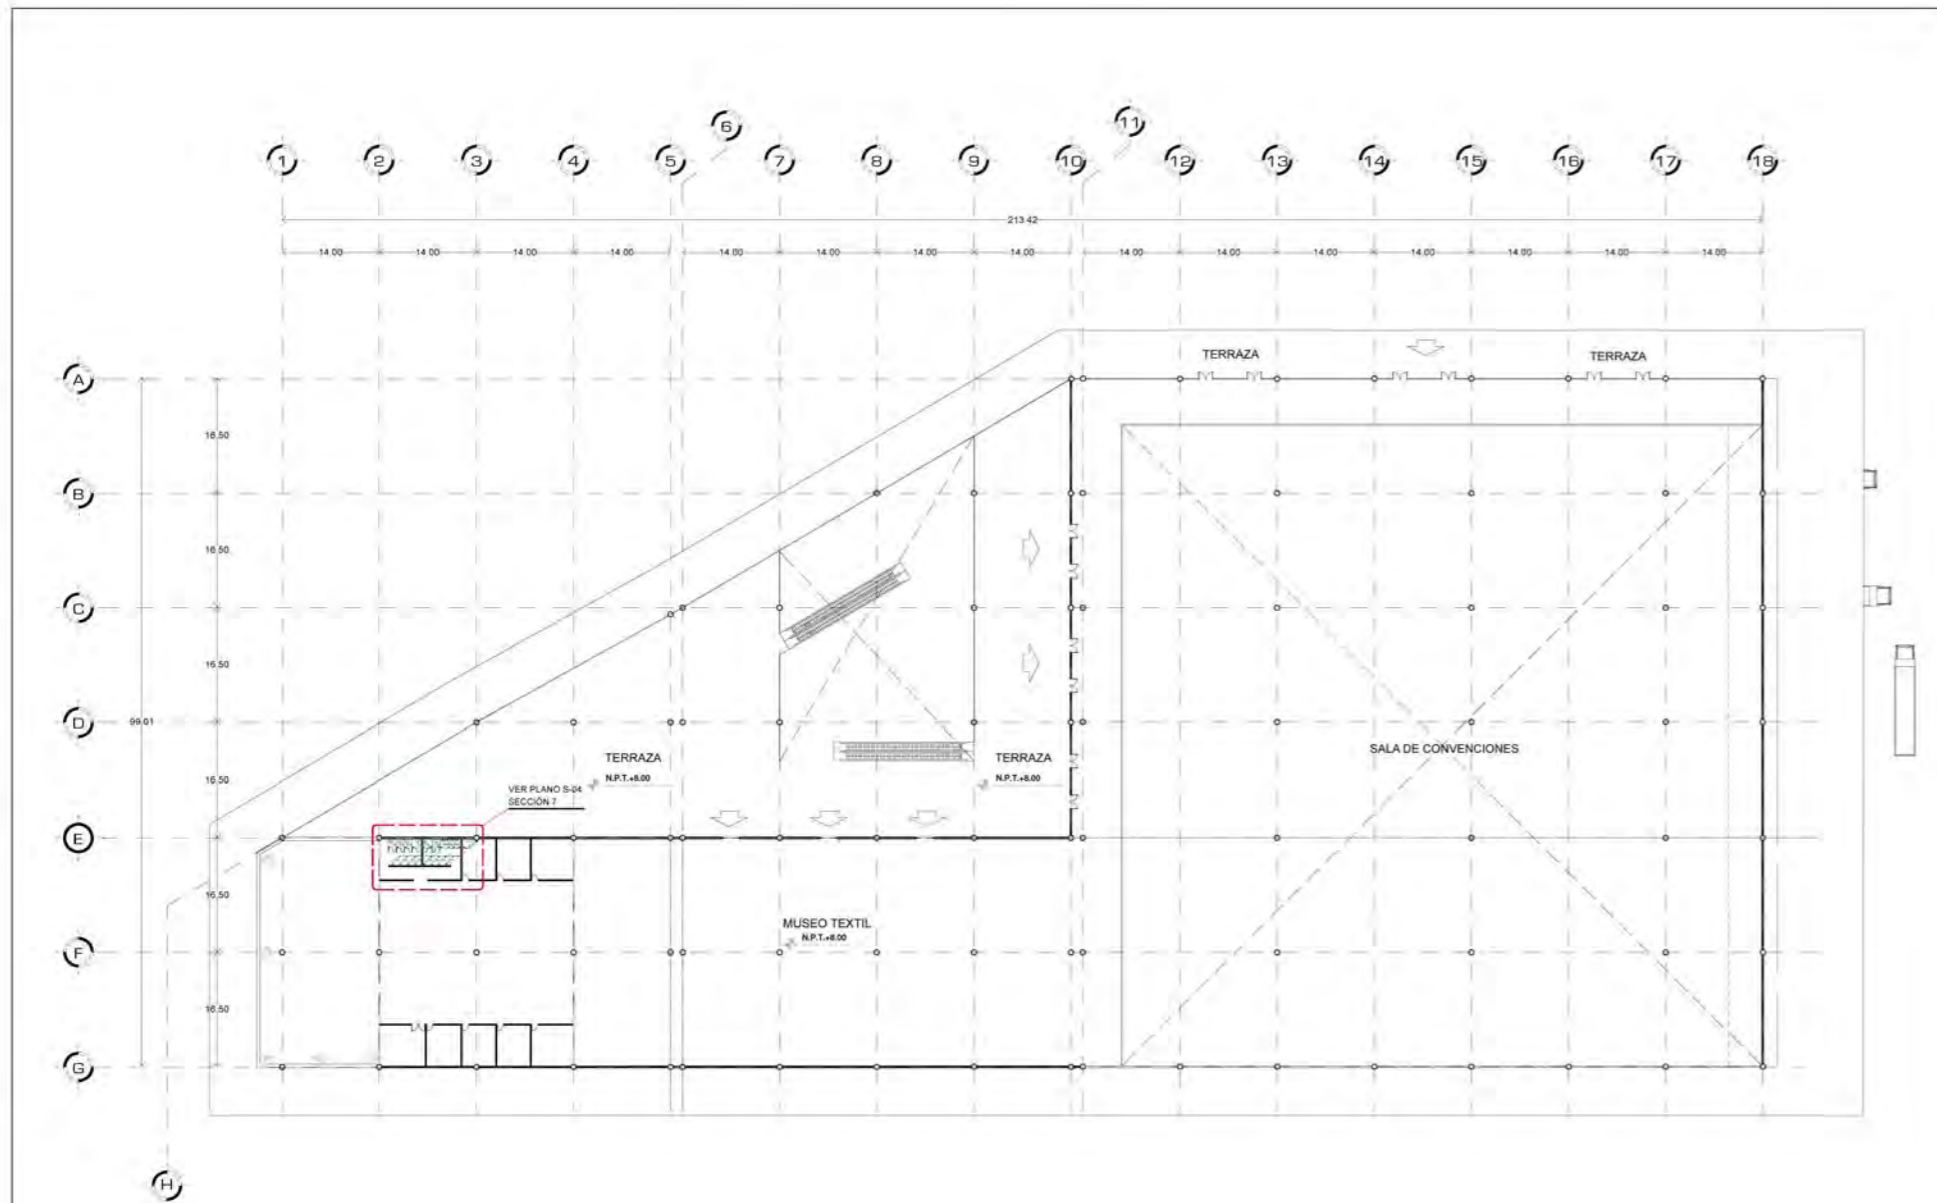 6
11
1
2
3
4
5
7
8
9
10
12
13
14
15
16
17
18
213.42
14.00
14.00
14.00
14.00
14.00
14.00
14.00
14.00
14.00
14.00
14.00
14.00
14.00
14.00
A
TERRAZA
TERRAZA
16.50
B
16.50
C
16.50
D
99.01
SALA DE CONVENCIONES
TERRAZA
N.P.T.+8.00
TERRAZA
N.P.T.+8.00
16.50
VER PLANO S-04
SECCIÓN 7
E
16.50
MUSEO TEXTIL
N.P.T.+8.00
F
16.50
G
H